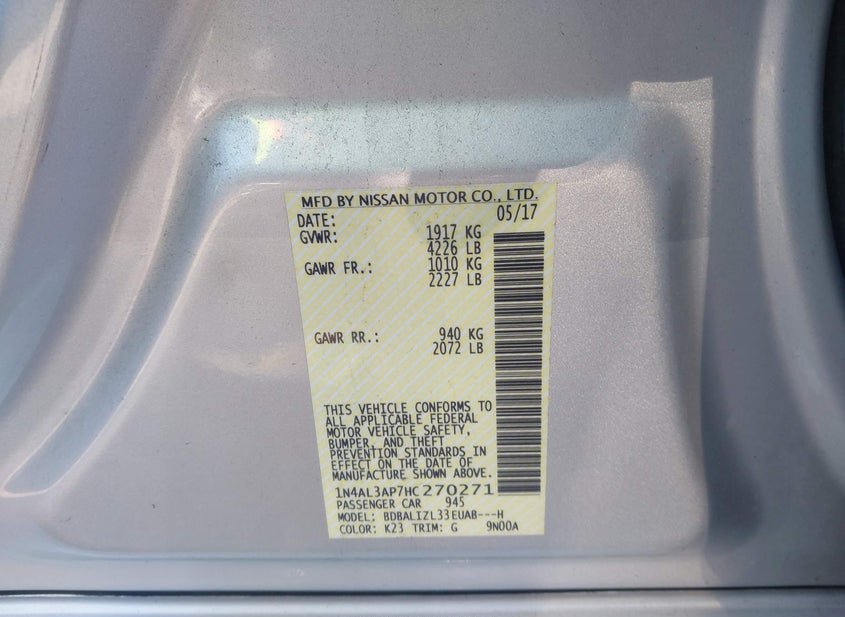 MFD BY NISSAN MOTOR CO., LTD.
DATE: 05/17
GVWR: 1917 KG
4226 LB
GAWR FR.: 1010 KG
2227 LB
GAWR RR.: 940 KG
2072 LB
THIS VEHICLE CONFORMS TO
ALL APPLICABLE FEDERAL
MOTOR VEHICLE SAFETY,
BUMPER, AND THEFT
PREVENTION STANDARDS IN
EFFECT ON THE DATE OF
MANUFACTURE SHOWN ABOVE.
1N4AL3AP7HC270271
PASSENGER CAR 945
MODEL: BDBALIZL33EUAB---H
COLOR: K23 TRIM: G 9N00A